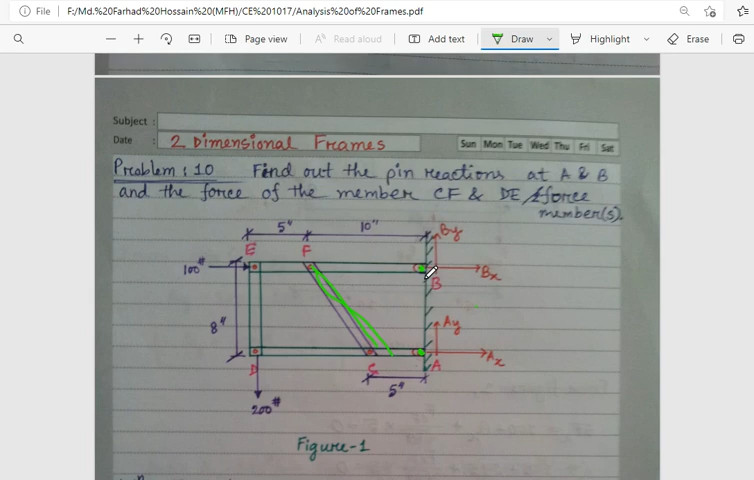 File F:/Md.%20Farhad%20Hossain%20(MFH)/CE%201017/Analysis%20of%20Frames.pdf
Page view Read aloud Add text Draw Highlight Erase
Subject :
Date : 2 Dimensional Frames Sun Mon Tue Wed Thu Fri Sat
Problem : 10 Find out the pin reactions at A & B
and the force of the member CF & DE
2force
member(s).
5" 10" By
E F
100# Bx
B
8" Ay
D C A Ax
5"
200#
Figure-1